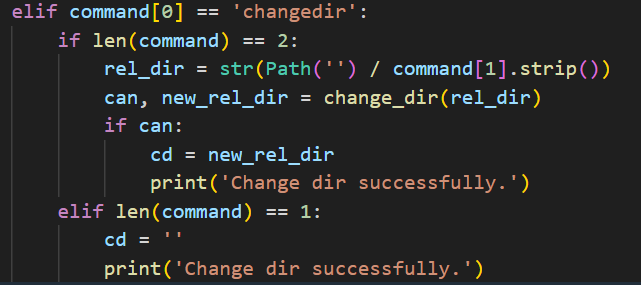 elif command[0] == 'changedir':
    if len(command) == 2:
        rel_dir = str(Path('') / command[1].strip())
        can, new_rel_dir = change_dir(rel_dir)
        if can:
            cd = new_rel_dir
            print('Change dir successfully.')
    elif len(command) == 1:
        cd = ''
        print('Change dir successfully.')